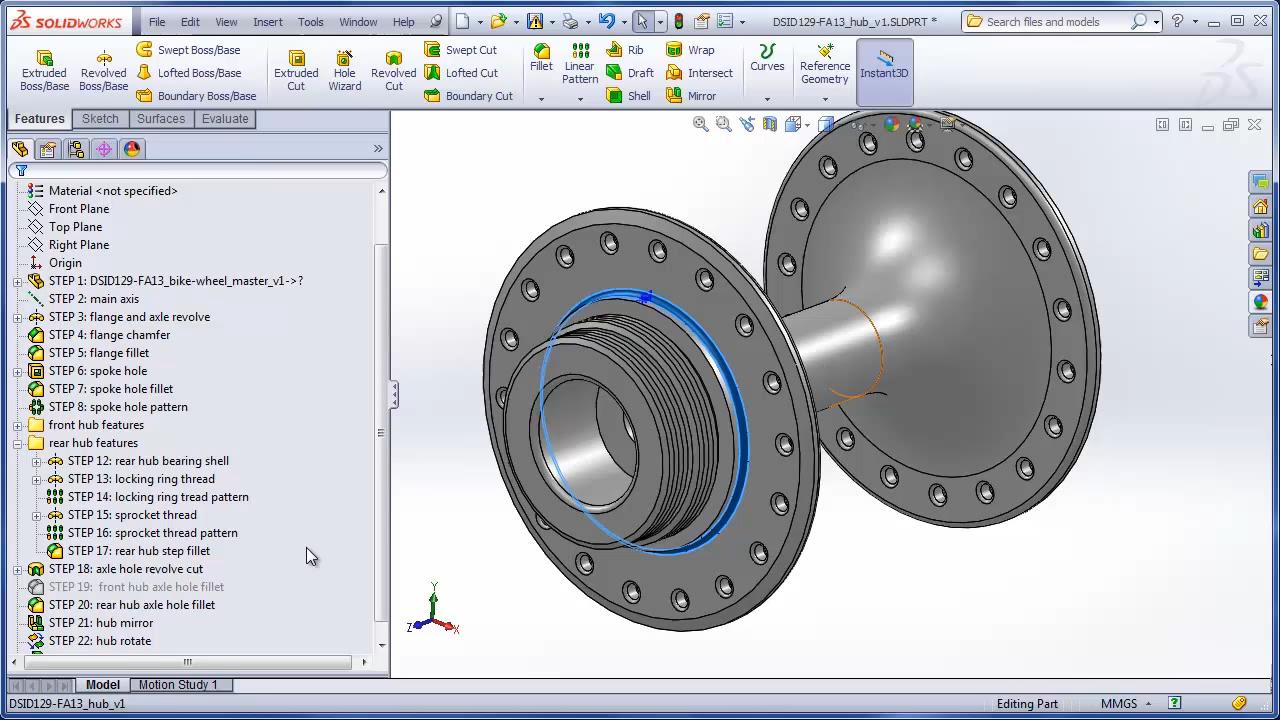 SOLIDWORKS File Edit View Insert Tools Window Help DSID129-FA13_hub_v1.SLDPRT * Search files and models
Extruded Boss/Base
Revolved Boss/Base
Swept Boss/Base
Lofted Boss/Base
Boundary Boss/Base
Extruded Cut
Hole Wizard
Revolved Cut
Swept Cut
Lofted Cut
Boundary Cut
Fillet
Linear Pattern
Rib
Draft
Shell
Wrap
Intersect
Mirror
Curves
Reference Geometry
Instant3D
Features Sketch Surfaces Evaluate
Material <not specified>
Front Plane
Top Plane
Right Plane
Origin
STEP 1: DSID129-FA13_bike-wheel_master_v1->?
STEP 2: main axis
STEP 3: flange and axle revolve
STEP 4: flange chamfer
STEP 5: flange fillet
STEP 6: spoke hole
STEP 7: spoke hole fillet
STEP 8: spoke hole pattern
front hub features
rear hub features
STEP 12: rear hub bearing shell
STEP 13: locking ring thread
STEP 14: locking ring tread pattern
STEP 15: sprocket thread
STEP 16: sprocket thread pattern
STEP 17: rear hub step fillet
STEP 18: axle hole revolve cut
STEP 19: front hub axle hole fillet
STEP 20: rear hub axle hole fillet
STEP 21: hub mirror
STEP 22: hub rotate
Y
Z X
Model Motion Study 1
DSID129-FA13_hub_v1 Editing Part MMGS